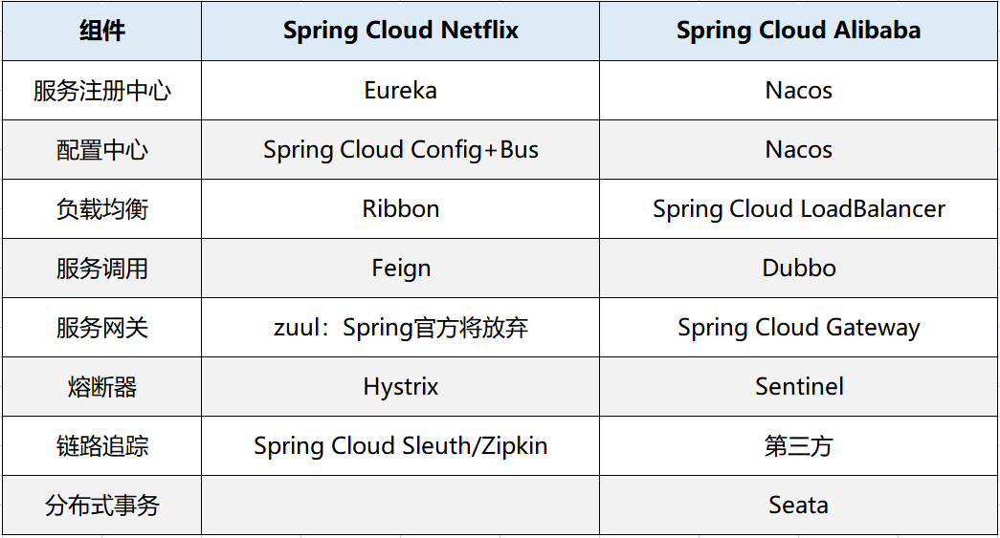 组件 Spring Cloud Netflix Spring Cloud Alibaba
服务注册中心 Eureka Nacos
配置中心 Spring Cloud Config+Bus Nacos
负载均衡 Ribbon Spring Cloud LoadBalancer
服务调用 Feign Dubbo
服务网关 zuul：Spring官方将放弃 Spring Cloud Gateway
熔断器 Hystrix Sentinel
链路追踪 Spring Cloud Sleuth/Zipkin 第三方
分布式事务 Seata